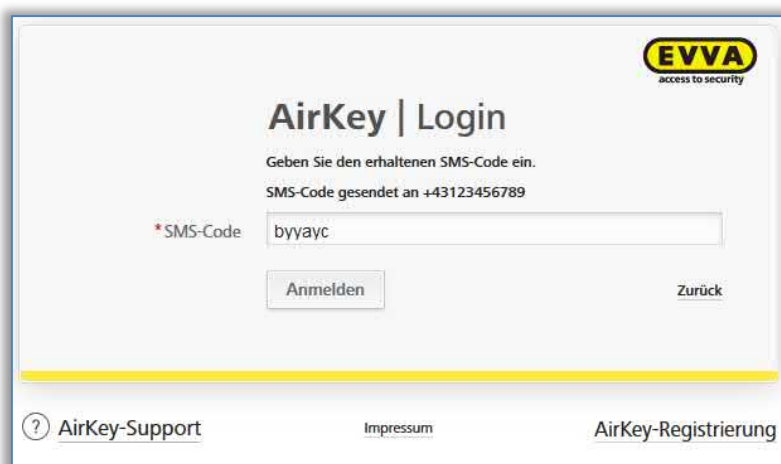 EVVA
access to security
AirKey | Login
Geben Sie den erhaltenen SMS-Code ein.
SMS-Code gesendet an +43123456789
*SMS-Code byyayc
Anmelden Zurück
? AirKey-Support Impressum AirKey-Registrierung